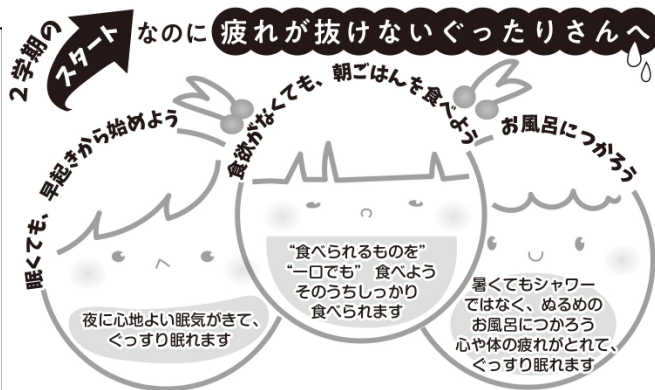 2学期のスタートなのに疲れが抜けないぐったりさんへ
眠くても、早起きから始めよう
夜に心地よい眠気がきて、
ぐっすり眠れます
食欲がなくても、朝ごはんを食べよう
“食べられるものを”
“一口でも” 食べよう
そのうちしっかり
食べられます
お風呂につかろう
暑くてもシャワー
ではなく、ぬるめの
お風呂につかろう
心や体の疲れがとれて、
ぐっすり眠れます